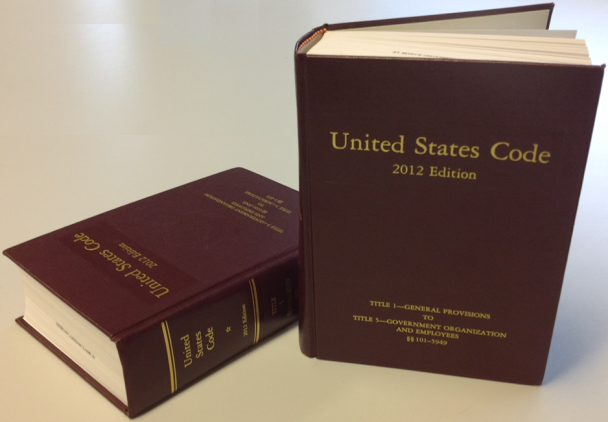 United States Code
2012 Edition
TITLE 1—GENERAL PROVISIONS
TO
TITLE 5—GOVERNMENT ORGANIZATION
AND EMPLOYEES
§§ 101–5949
United States Code
2012 Edition
United
States
Code
2012 Edition
TITLE